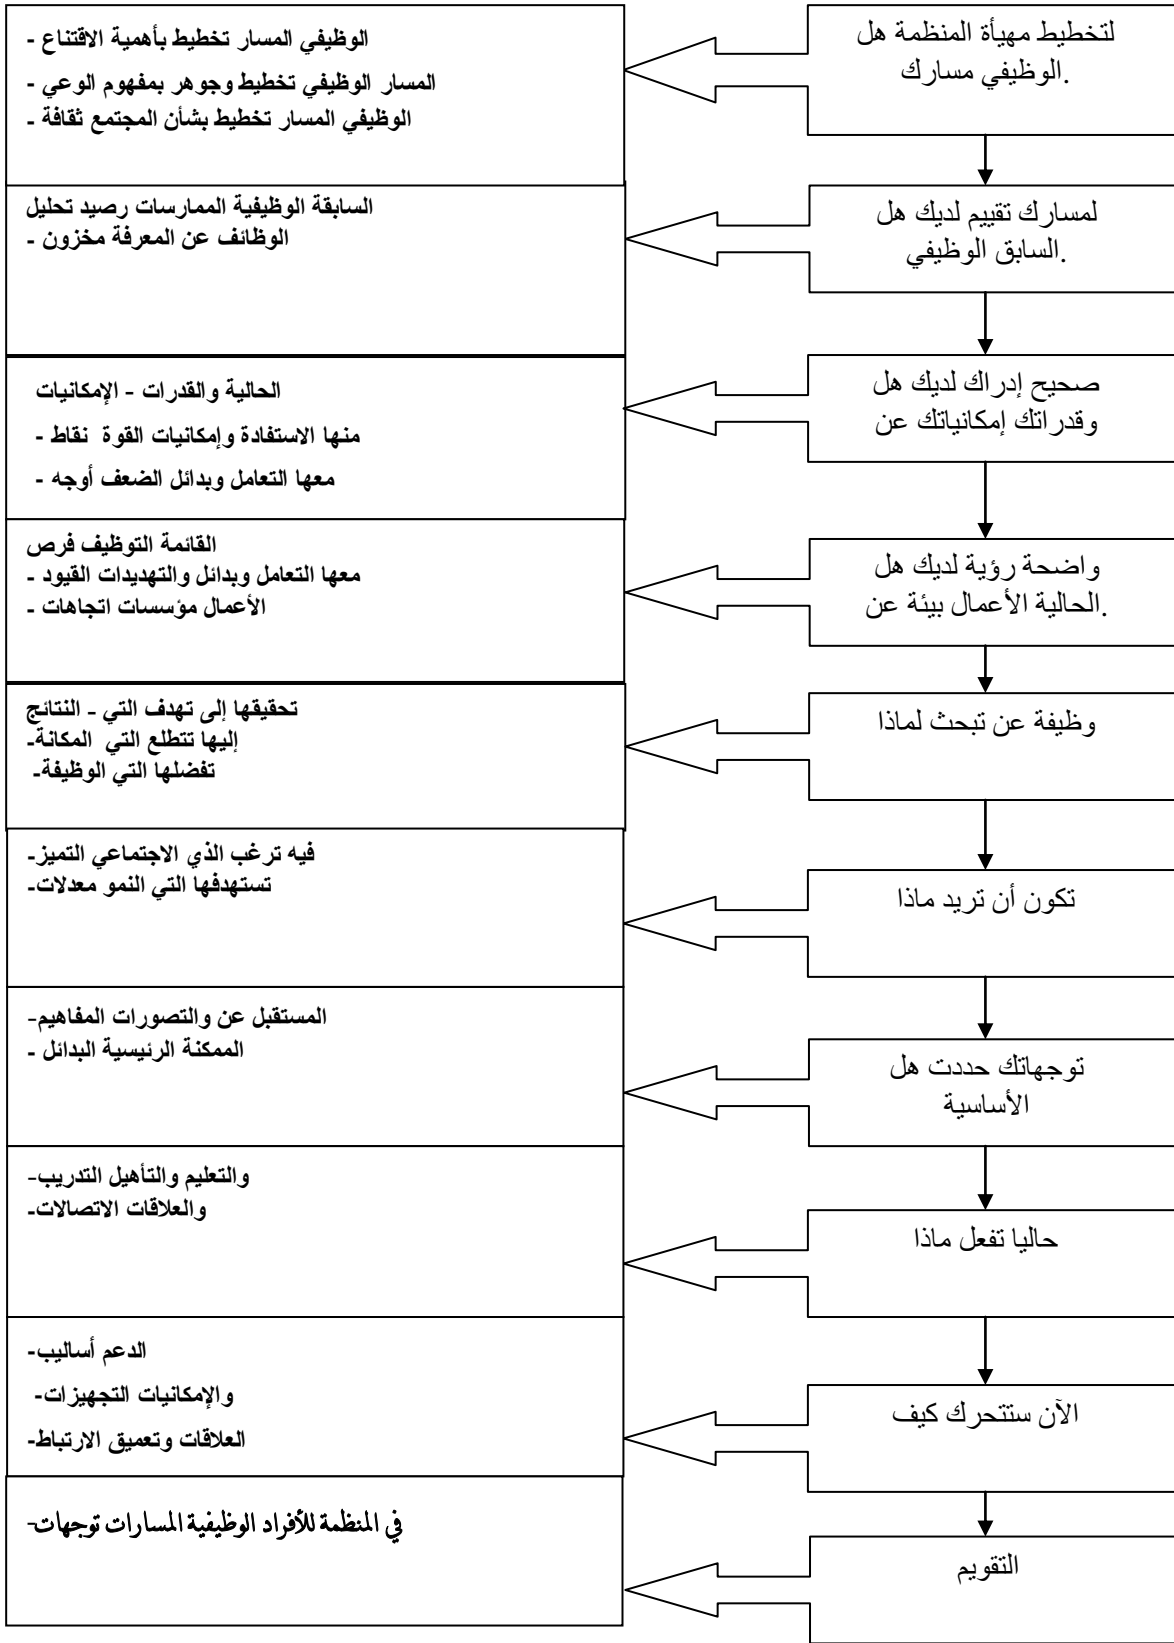 لتخطيط مهيأة المنظمة هل
.الوظيفي مسارك
الوظيفي المسار تخطيط بأهمية الاقتناع -
المسار الوظيفي تخطيط وجوهر بمفهوم الوعي -
الوظيفي المسار تخطيط بشأن المجتمع ثقافة -
لمسارك تقييم لديك هل
.السابق الوظيفي
السابقة الوظيفية الممارسات رصيد تحليل
الوظائف عن المعرفة مخزون -
صحيح إدراك لديك هل
وقدراتك إمكانياتك عن
الحالية والقدرات - الإمكانيات
منها الاستفادة وإمكانيات القوة نقاط -
معها التعامل وبدائل الضعف أوجه -
واضحة رؤية لديك هل
.الحالية الأعمال بيئة عن
القائمة التوظيف فرص
معها التعامل وبدائل والتهديدات القيود -
الأعمال مؤسسات اتجاهات -
وظيفة عن تبحث لماذا
تحقيقها إلى تهدف التي - النتائج
إليها تتطلع التي المكانة-
تفضلها التي الوظيفة-
تكون أن تريد ماذا
فيه ترغب الذي الاجتماعي التميز-
تستهدفها التي النمو معدلات-
توجهاتك حددت هل
الأساسية
المستقبل عن والتصورات المفاهيم-
الممكنة الرئيسية البدائل -
حاليا تفعل ماذا
والتعليم والتأهيل التدريب-
والعلاقات الاتصالات-
الآن ستتحرك كيف
الدعم أساليب-
والإمكانيات التجهيزات-
العلاقات وتعميق الارتباط-
التقويم
في المنظمة للأفراد الوظيفية المسارات توجهات-